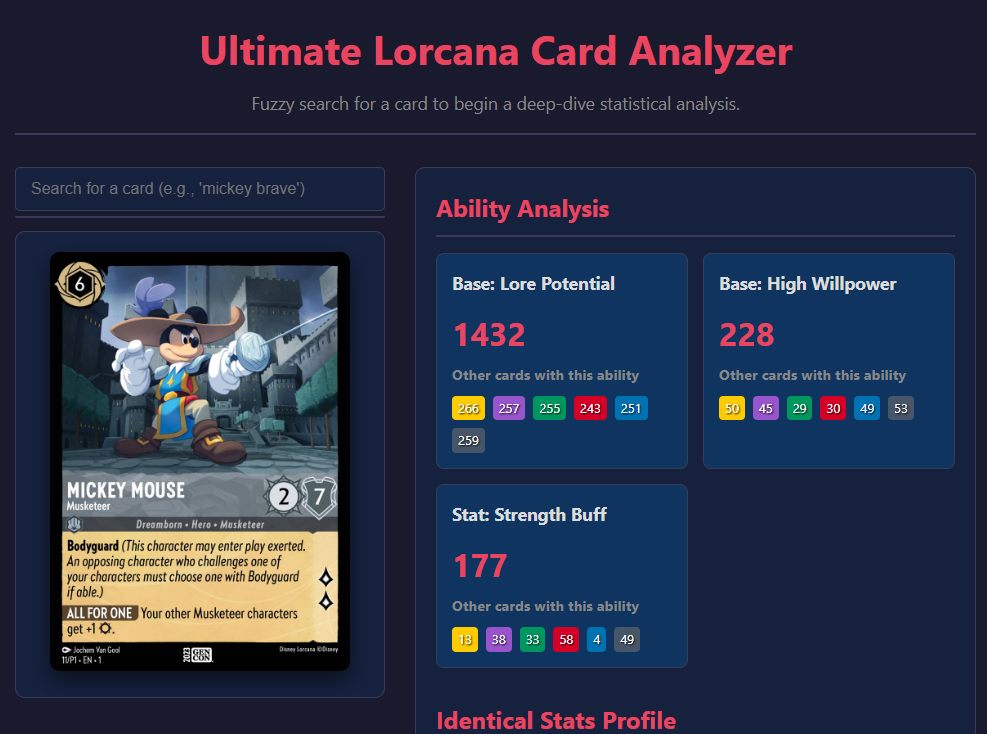 Ultimate Lorcana Card Analyzer
Fuzzy search for a card to begin a deep-dive statistical analysis.
Search for a card (e.g., 'mickey brave')
6
MICKEY MOUSE
Musketeer
2 7
Dreamborn • Hero • Musketeer
Bodyguard (This character may enter play exerted.
An opposing character who challenges one of
your characters must choose one with Bodyguard
if able.)
ALL FOR ONE Your other Musketeer characters
get +1 .
Jochem Van Gool
11/P1 • EN • 1
2023 GEN CON
Disney Lorcana ©Disney
Ability Analysis
Base: Lore Potential
1432
Other cards with this ability
266 257 255 243 251
259
Base: High Willpower
228
Other cards with this ability
50 45 29 30 49 53
Stat: Strength Buff
177
Other cards with this ability
13 38 33 58 4 49
Identical Stats Profile